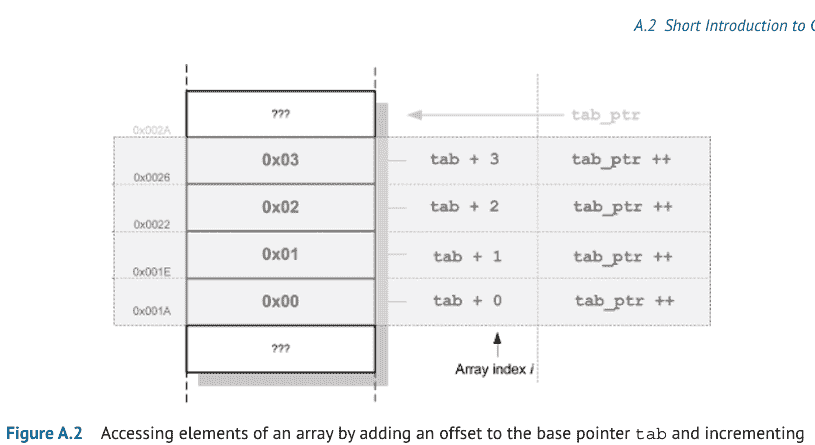 A.2 Short Introduction to
??? tab_ptr
0x002A
0x03 tab + 3 tab_ptr ++
0x0026
0x02 tab + 2 tab_ptr ++
0x0022
0x01 tab + 1 tab_ptr ++
0x001E
0x00 tab + 0 tab_ptr ++
0x001A
???
Array index i
Figure A.2 Accessing elements of an array by adding an offset to the base pointer tab and incrementing